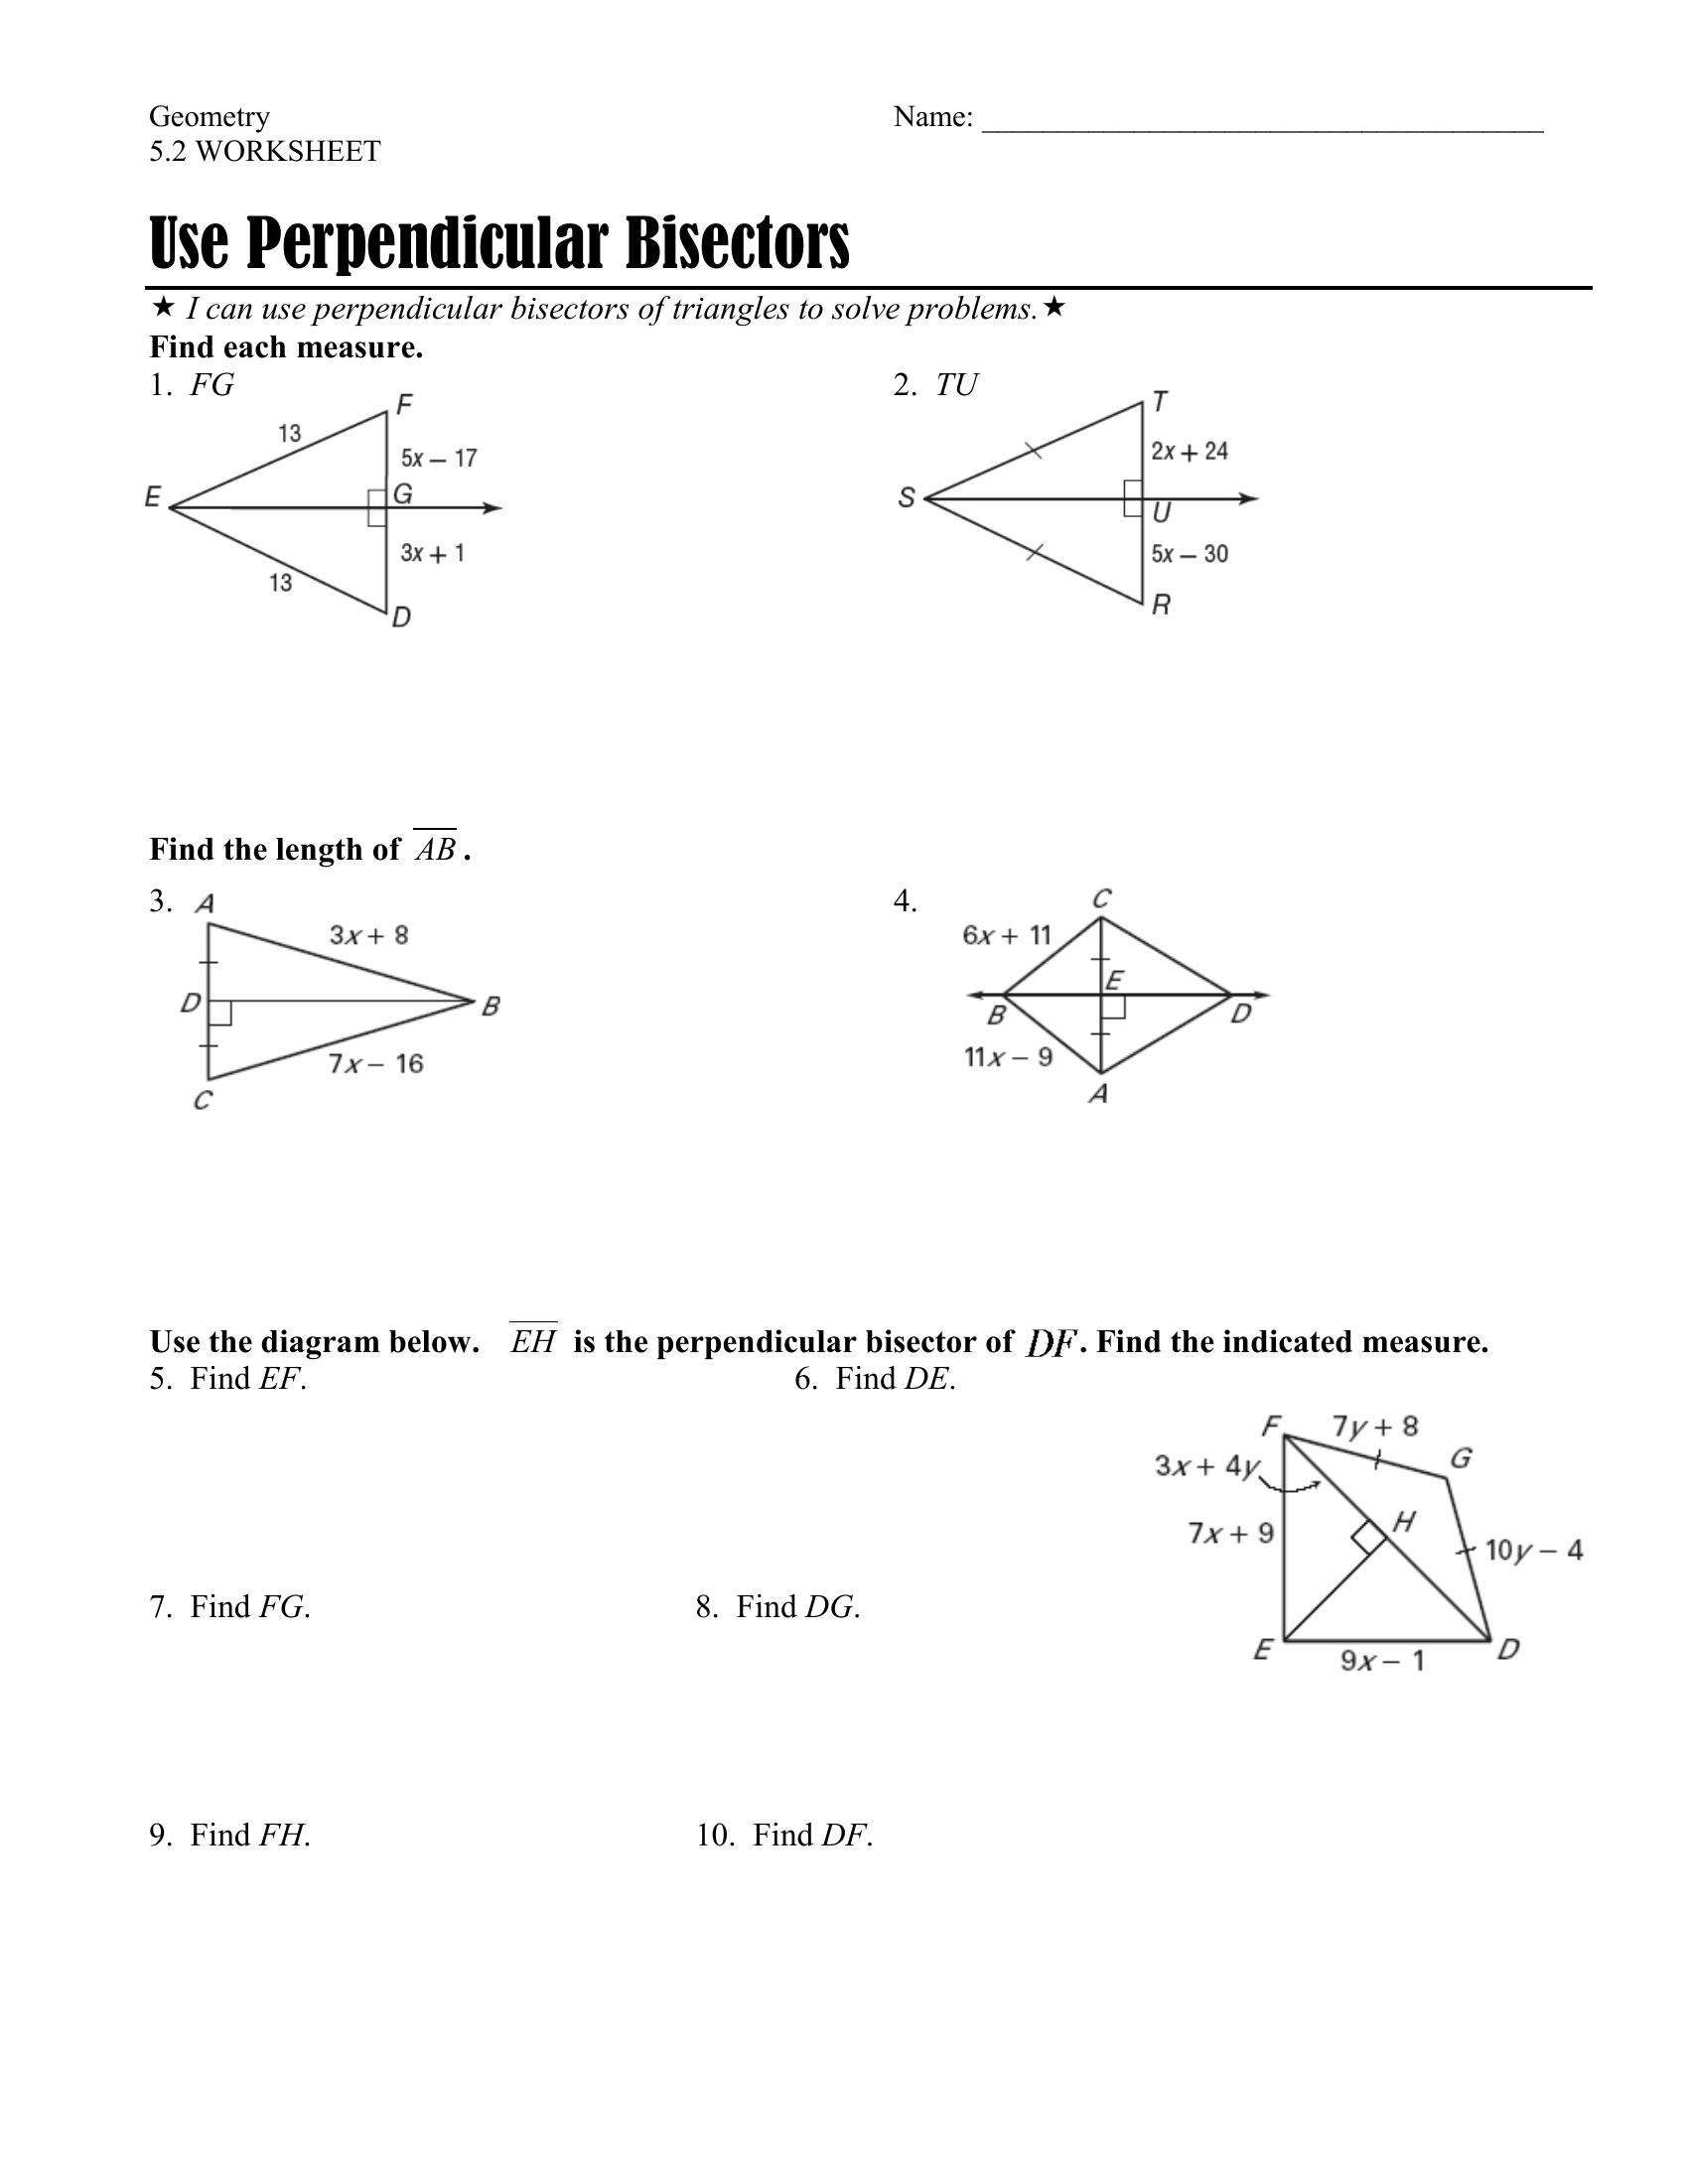 Geometry
Name: ____________________________________
5.2 WORKSHEET
Use Perpendicular Bisectors
★ I can use perpendicular bisectors of triangles to solve problems.★
Find each measure.
1. FG
2. TU
F
13
5x – 17
E
G
3x + 1
13
D
T
2x + 24
S
U
5x – 30
R
Find the length of AB.
3.
A
3x + 8
D
B
7x – 16
C
4.
C
6x + 11
E
B
D
11x – 9
A
Use the diagram below. EH is the perpendicular bisector of DF. Find the indicated measure.
5. Find EF.
6. Find DE.
F
7y + 8
G
3x + 4y
H
7x + 9
10y – 4
E
D
9x – 1
7. Find FG.
8. Find DG.
9. Find FH.
10. Find DF.